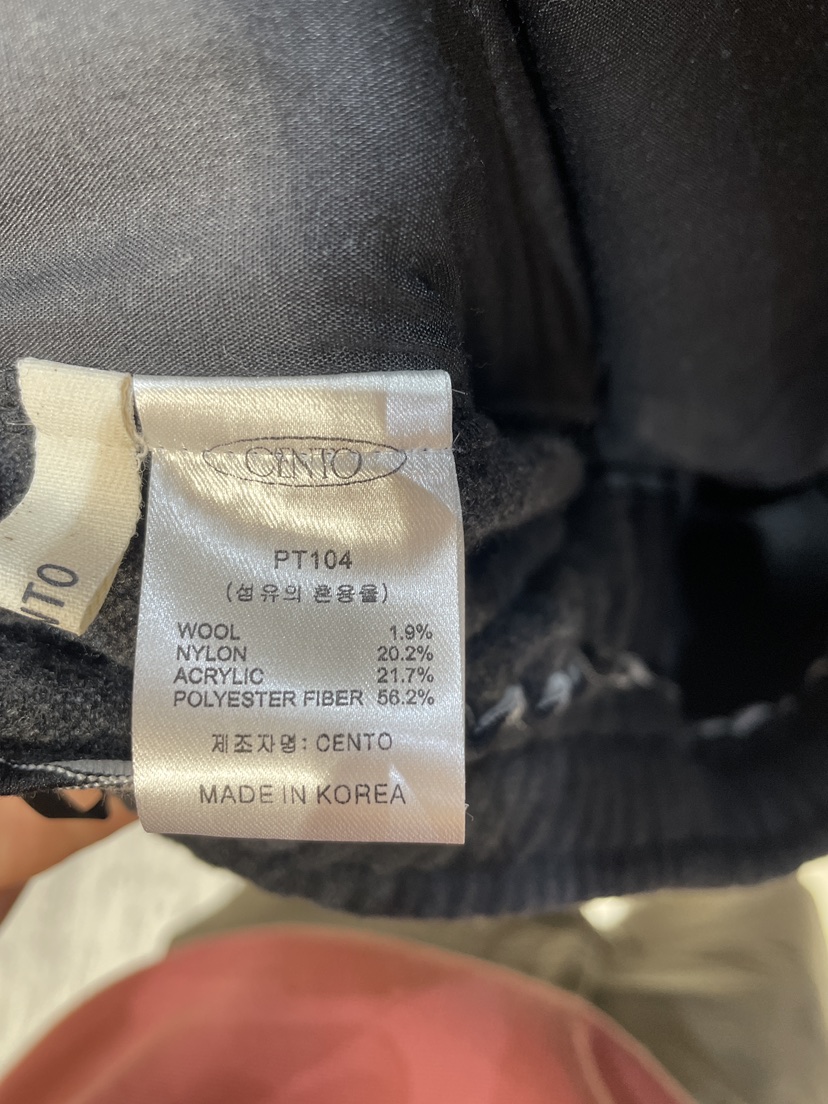 CENTO
PT104
(섬유의 혼용율)
WOOL 1.9%
NYLON 20.2%
ACRYLIC 21.7%
POLYESTER FIBER 56.2%
제조자명: CENTO
MADE IN KOREA
NTO